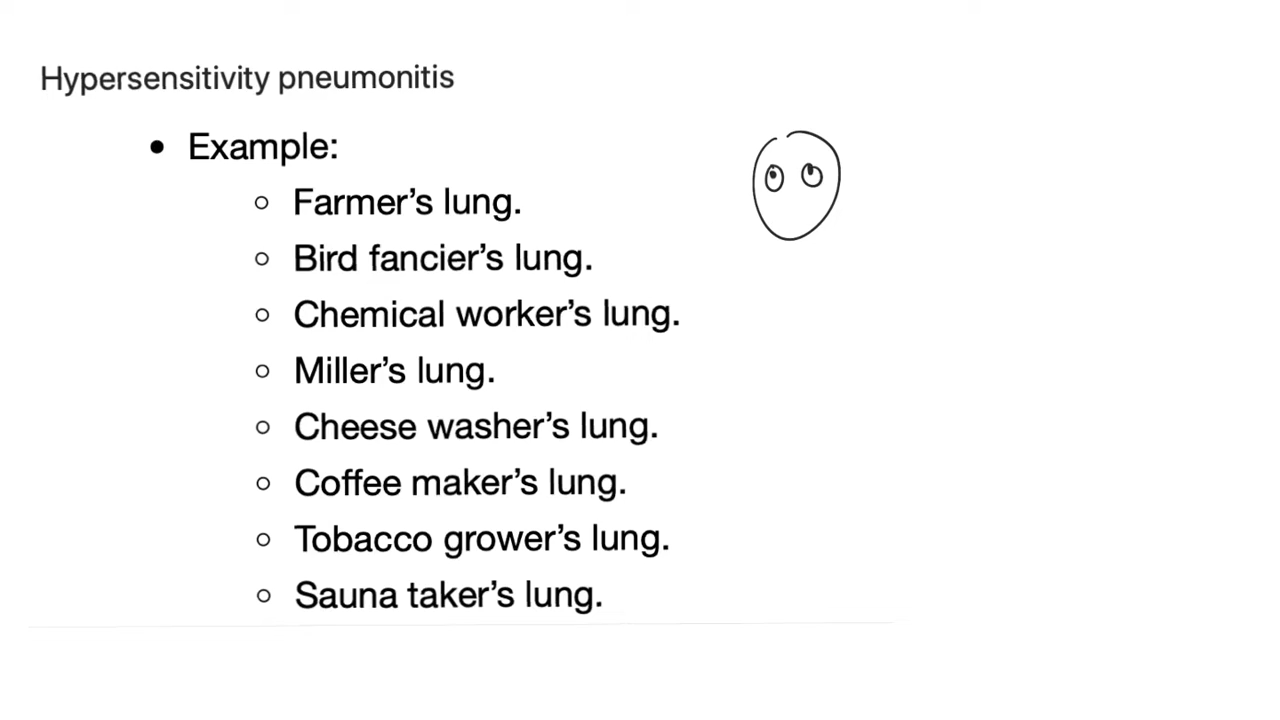 Hypersensitivity pneumonitis
• Example:
○ Farmer’s lung.
○ Bird fancier’s lung.
○ Chemical worker’s lung.
○ Miller’s lung.
○ Cheese washer’s lung.
○ Coffee maker’s lung.
○ Tobacco grower’s lung.
○ Sauna taker’s lung.